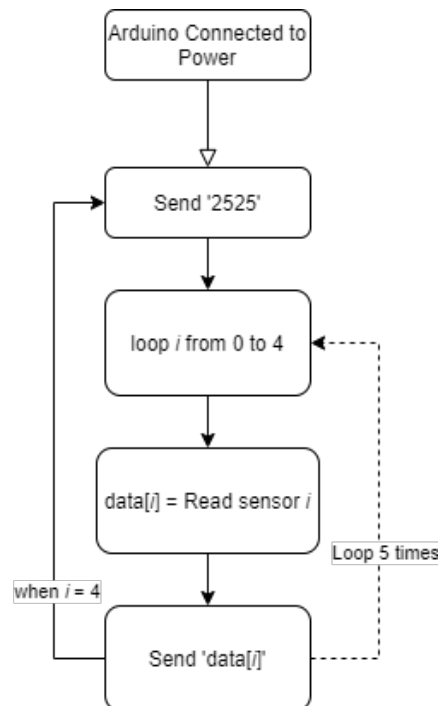 Arduino Connected to
Power
Send '2525'
loop i from 0 to 4
data[i] = Read sensor i
Loop 5 times
when i = 4
Send 'data[i]'